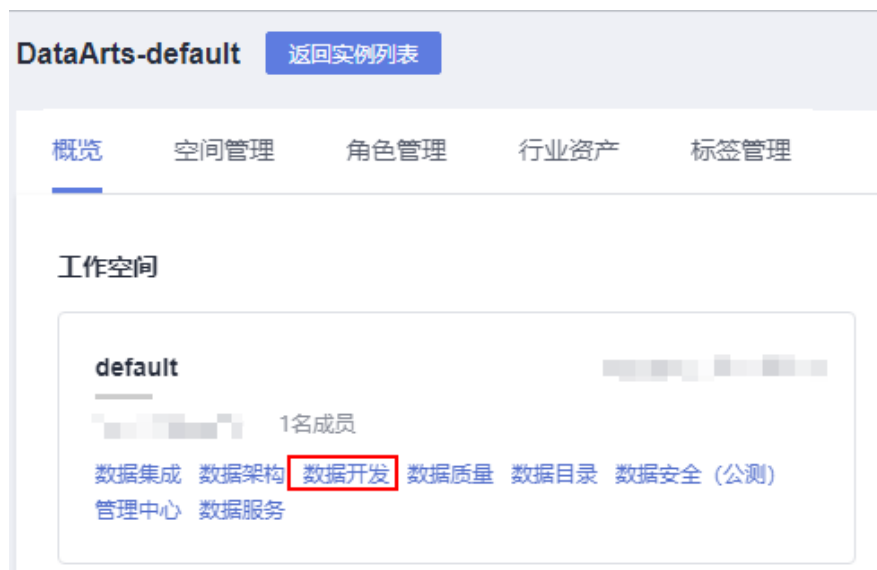 DataArts-default 返回实例列表
概览 空间管理 角色管理 行业资产 标签管理
工作空间
default
1名成员
数据集成 数据架构 数据开发 数据质量 数据目录 数据安全 (公测)
管理中心 数据服务